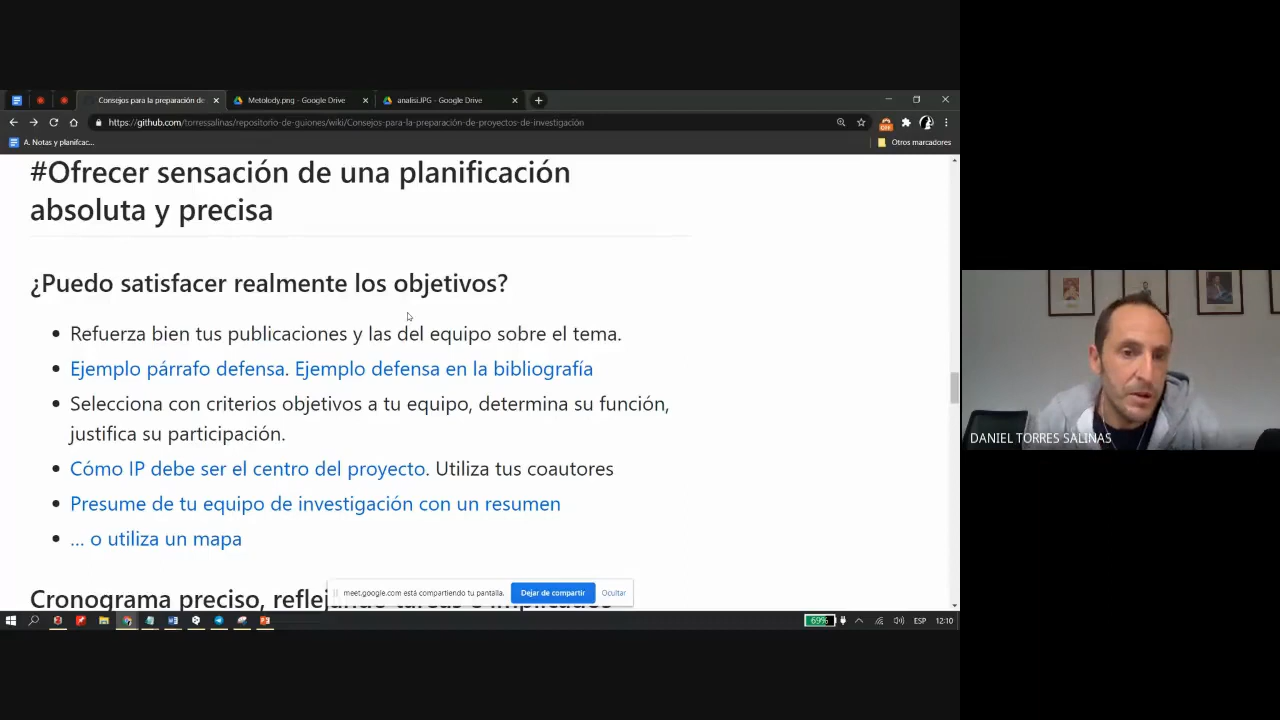 Consejos para la preparación de
Metolody.png - Google Drive
analisi.JPG - Google Drive
https://github.com/torressalinas/repositorio-de-guiones/wiki/Consejos-para-la-preparación-de-proyectos-de-investigación
OFF
A. Notas y planifcac...
Otros marcadores
#Ofrecer sensación de una planificación
absoluta y precisa
¿Puedo satisfacer realmente los objetivos?
Refuerza bien tus publicaciones y las del equipo sobre el tema.
Ejemplo párrafo defensa. Ejemplo defensa en la bibliografía
Selecciona con criterios objetivos a tu equipo, determina su función,
justifica su participación.
Cómo IP debe ser el centro del proyecto. Utiliza tus coautores
Presume de tu equipo de investigación con un resumen
... o utiliza un mapa
Cronograma preciso, reflejando tareas e implicados
meet.google.com está compartiendo tu pantalla.
Dejar de compartir
Ocultar
69%
ESP
12:10
DANIEL TORRES SALINAS